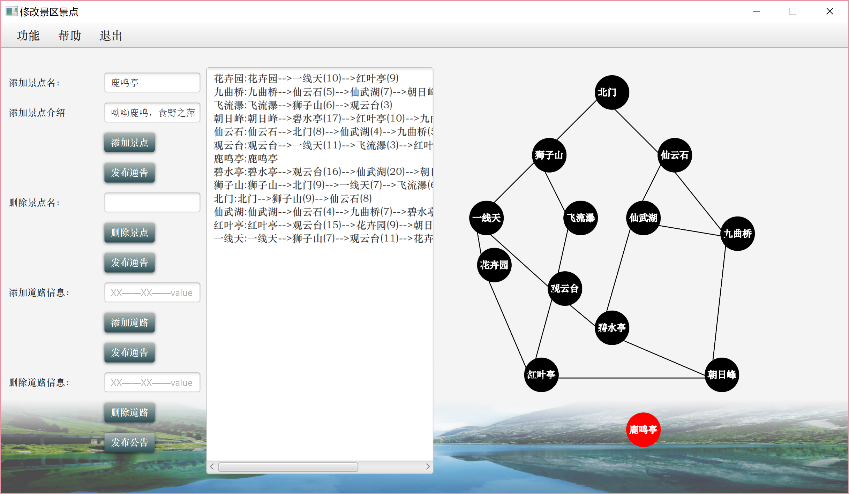 修改景区景点
功能 帮助 退出
添加景点名：
鹿鸣亭
添加景点介绍
呦呦鹿鸣，食野之萍
添加景点
发布通告
删除景点名：
删除景点
发布通告
添加道路信息：
XX——XX——value
添加道路
发布通告
删除道路信息：
XX——XX——value
删除道路
发布公告
花卉园:花卉园-->一线天(10)-->红叶亭(9)
九曲桥:九曲桥-->仙云石(5)-->仙武湖(7)-->朝日
飞流瀑:飞流瀑-->狮子山(6)-->观云台(3)
朝日峰:朝日峰-->碧水亭(17)-->红叶亭(10)-->九曲
仙云石:仙云石-->北门(8)-->仙武湖(4)-->九曲桥(5
观云台:观云台-->一线天(11)-->飞流瀑(3)-->红叶
鹿鸣亭:鹿鸣亭
碧水亭:碧水亭-->观云台(16)-->仙武湖(20)-->朝日
狮子山:狮子山-->北门(9)-->一线天(7)-->飞流瀑(6
北门:北门-->狮子山(9)-->仙云石(8)
仙武湖:仙武湖-->仙云石(4)-->九曲桥(7)-->碧水亭
红叶亭:红叶亭-->观云台(15)-->花卉园(9)-->朝日
一线天:一线天-->狮子山(7)-->观云台(11)-->花卉
北门
狮子山
仙云石
一线天
飞流瀑
仙武湖
九曲桥
花卉园
观云台
碧水亭
红叶亭
朝日峰
鹿鸣亭